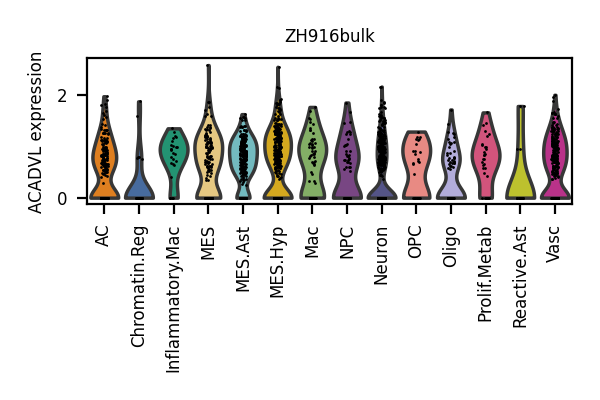 ZH916bulk
ACADVL expression
2
0
AC
Chromatin.Reg
Inflammatory.Mac
MES
MES.Ast
MES.Hyp
Mac
NPC
Neuron
OPC
Oligo
Prolif.Metab
Reactive.Ast
Vasc